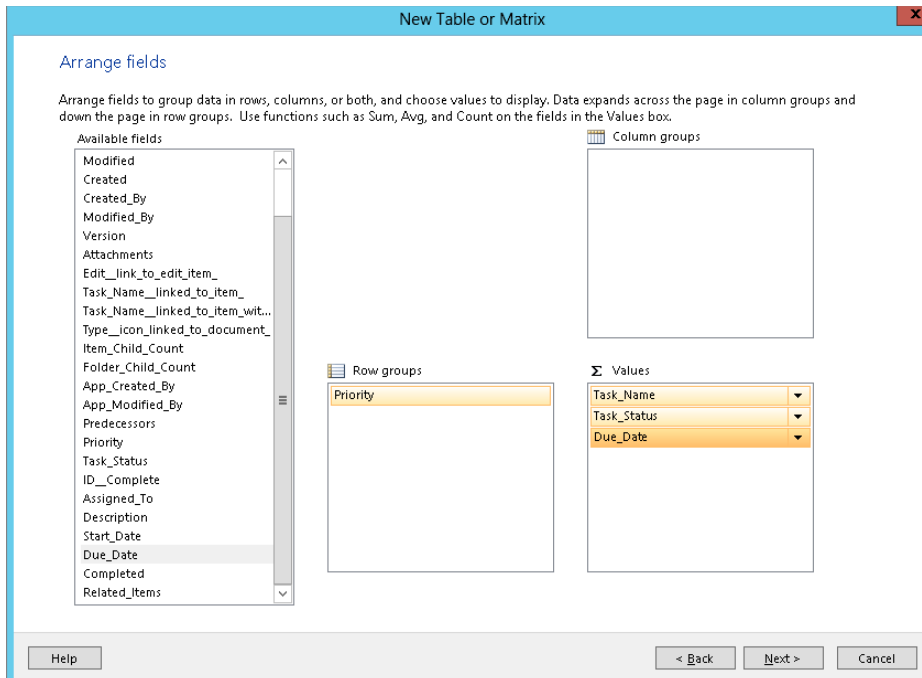 New Table or Matrix
x
Arrange fields
Arrange fields to group data in rows, columns, or both, and choose values to display. Data expands across the page in column groups and
down the page in row groups. Use functions such as Sum, Avg, and Count on the fields in the Values box.
Available fields
Modified
Created
Created_By
Modified_By
Version
Attachments
Edit__link_to_edit_item_
Task_Name__linked_to_item_
Task_Name__linked_to_item_wit...
Type__icon_linked_to_document_
Item_Child_Count
Folder_Child_Count
App_Created_By
App_Modified_By
Predecessors
Priority
Task_Status
ID__Complete
Assigned_To
Description
Start_Date
Due_Date
Completed
Related_Items
Column groups
Row groups
Priority
Σ Values
Task_Name
Task_Status
Due_Date
Help
< Back
Next >
Cancel